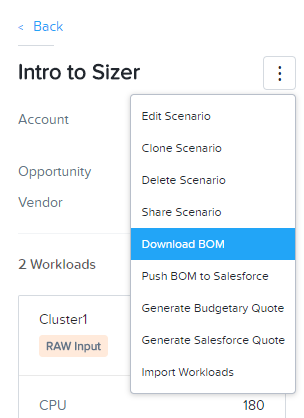 < Back
Intro to Sizer
Account
Opportunity
Vendor
Edit Scenario
Clone Scenario
Delete Scenario
Share Scenario
Download BOM
Push BOM to Salesforce
Generate Budgetary Quote
Generate Salesforce Quote
Import Workloads
2 Workloads
Cluster1
RAW Input
CPU 180